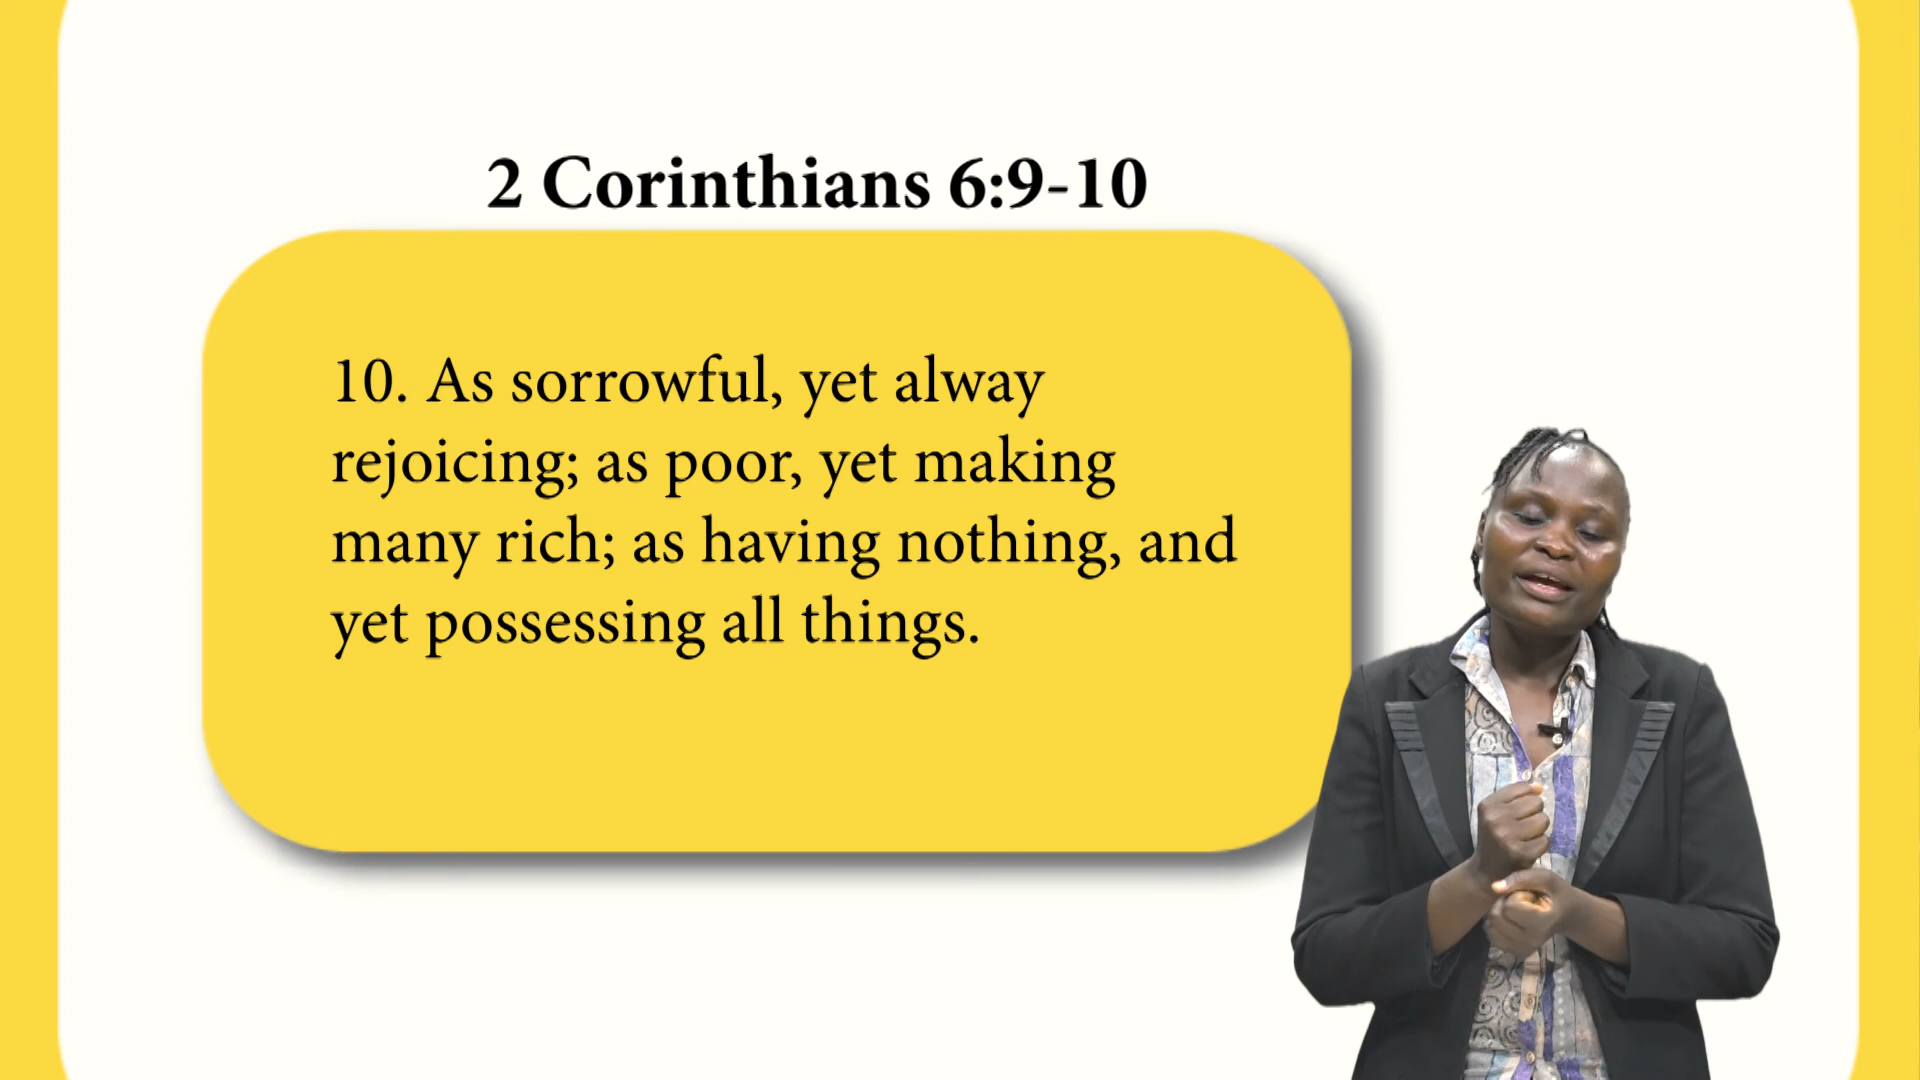 2 Corinthians 6:9-10
10. As sorrowful, yet alway
rejoicing; as poor, yet making
many rich; as having nothing, and
yet possessing all things.